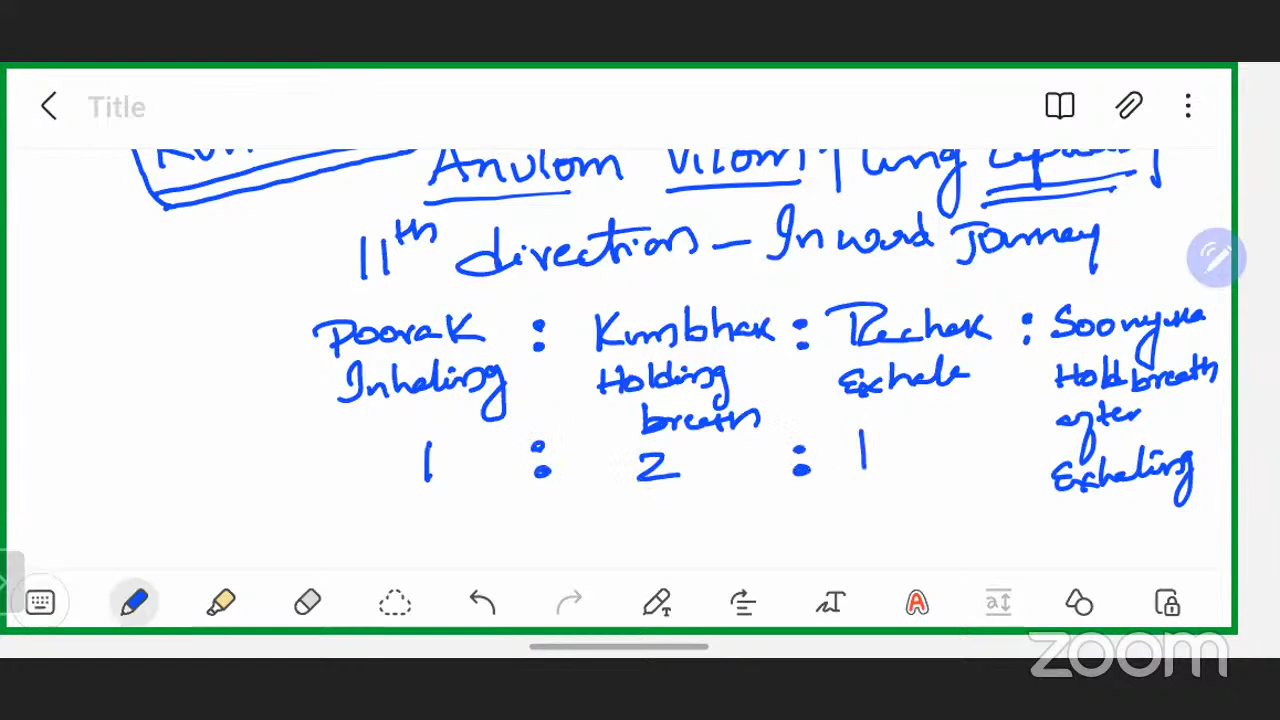 Title
Anulom Vilom Lung
11th direction - Inward Journey
Poorak : Kumbhak : Rechak : Soonyaka
Inhaling Holding breath Exhale Hold breath after Exhaling
1 : 2 : 1
zoom